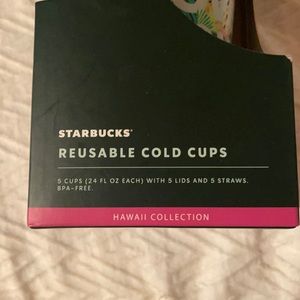 STARBUCKS®
REUSABLE COLD CUPS
5 CUPS (24 FL OZ EACH) WITH 5 LIDS AND 5 STRAWS.
BPA-FREE.
HAWAII COLLECTION